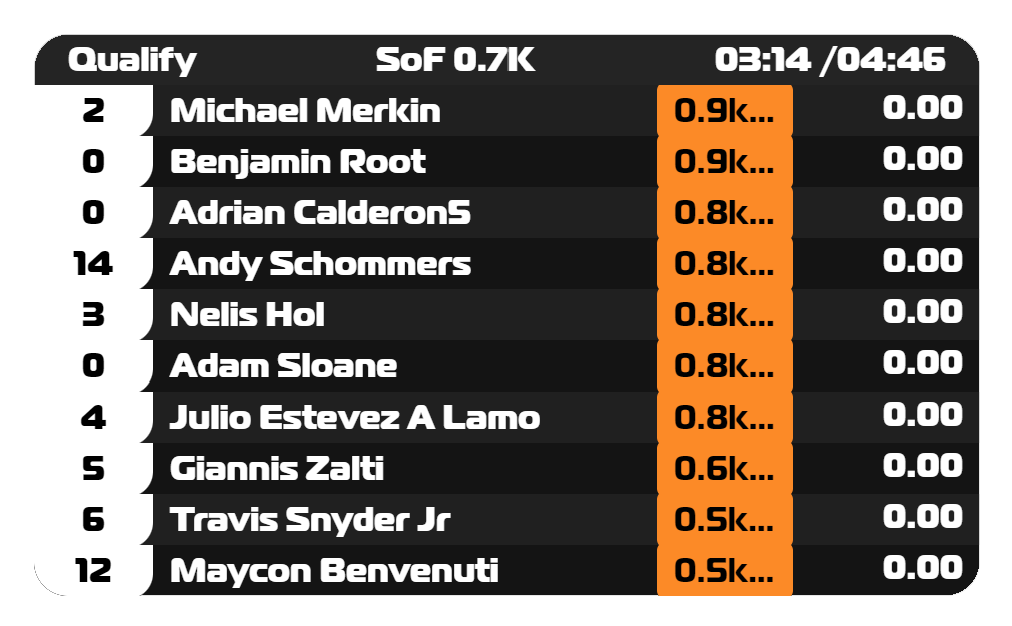 Qualify SoF 0.7K 03:14 /04:46
2 Michael Merkin 0.9k... 0.00
0 Benjamin Root 0.9k... 0.00
0 Adrian Calderon5 0.8k... 0.00
14 Andy Schommers 0.8k... 0.00
3 Nelis Hol 0.8k... 0.00
0 Adam Sloane 0.8k... 0.00
4 Julio Estevez A Lamo 0.8k... 0.00
5 Giannis Zalti 0.6k... 0.00
6 Travis Snyder Jr 0.5k... 0.00
12 Maycon Benvenuti 0.5k... 0.00